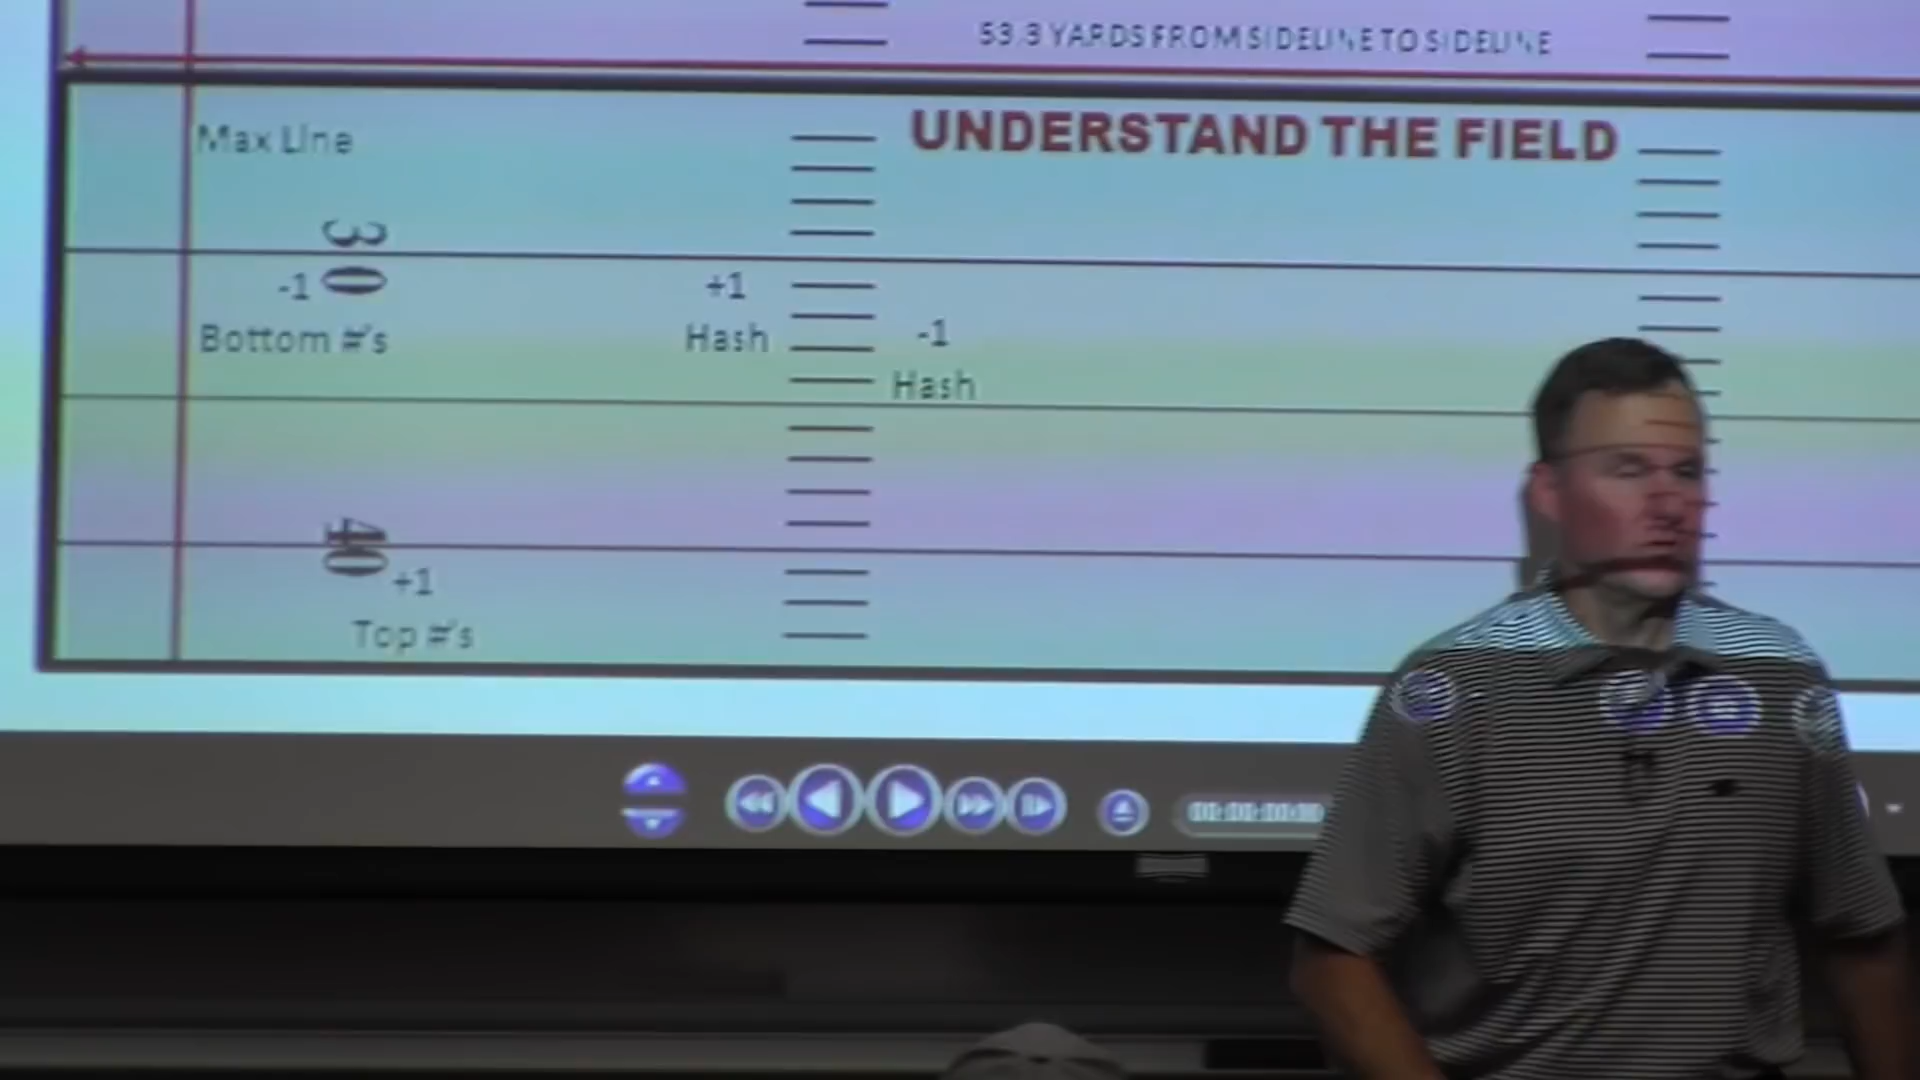 53.3 YARDS FROM SIDELINE TO SIDELINE
UNDERSTAND THE FIELD
Max Line
30
-1
Bottom #'s
+1
Hash
-1
Hash
40
+1
Top #'s